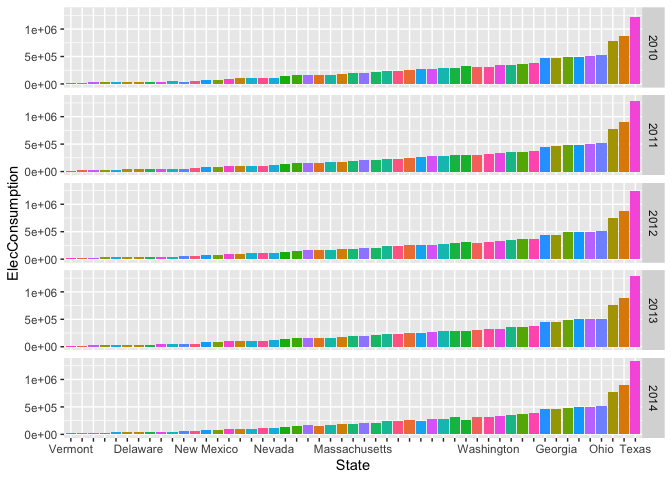 1e+06
5e+05
0e+00
2010
1e+06
5e+05
0e+00
2011
ElecConsumption
1e+06
5e+05
0e+00
2012
1e+06
5e+05
0e+00
2013
1e+06
5e+05
0e+00
2014
Vermont Delaware New Mexico Nevada Massachusetts Washington Georgia Ohio Texas
State